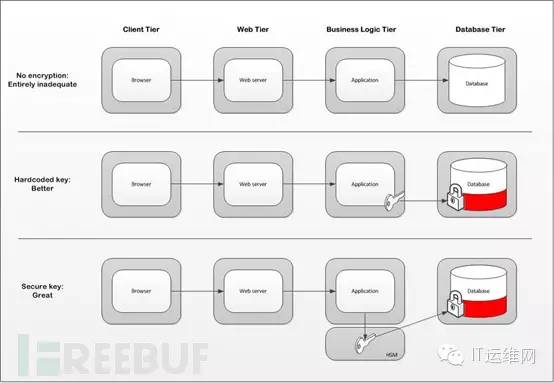 Client Tier
Web Tier
Business Logic Tier
Database Tier
No encryption:
Entirely inadequate
Browser
Web server
Application
Database
Hardcoded key:
Better
Browser
Web server
Application
Database
Secure key:
Great
Browser
Web server
Application
Database
HSM
FREEBUF
IT运维网